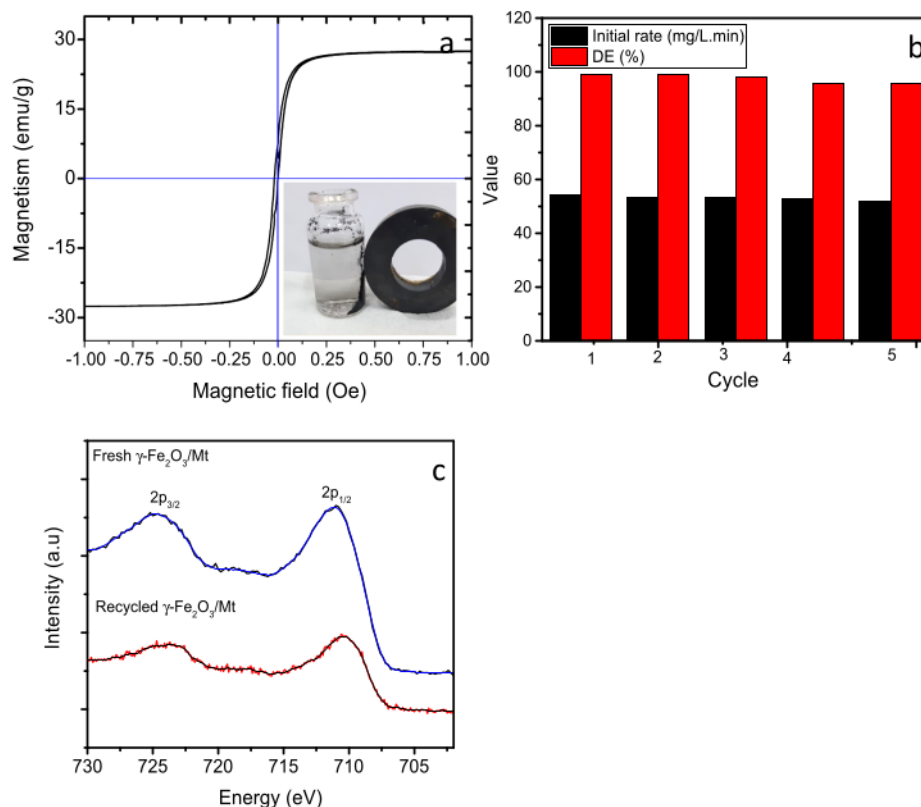 a
30
15
0
-15
-30
Magnetism (emu/g)
-1.00 -0.75 -0.50 -0.25 0.00 0.25 0.50 0.75 1.00
Magnetic field (Oe)
b
Initial rate (mg/L.min)
DE (%)
120
100
80
60
40
20
0
Value
1 2 3 4 5
Cycle
c
Fresh γ-Fe₂O₃/Mt
2p₃/₂
2p₁/₂
Recycled γ-Fe₂O₃/Mt
Intensity (a.u)
730 725 720 715 710 705
Energy (eV)